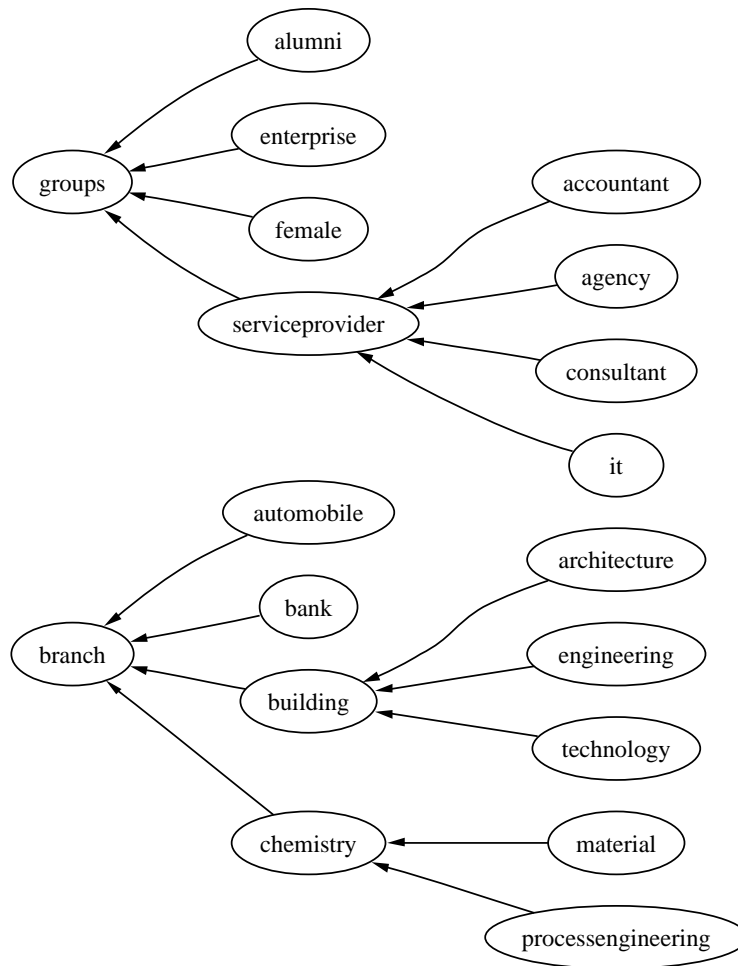 alumni
enterprise
groups
accountant
female
agency
serviceprovider
consultant
it
automobile
architecture
bank
branch
engineering
building
technology
chemistry
material
processengineering